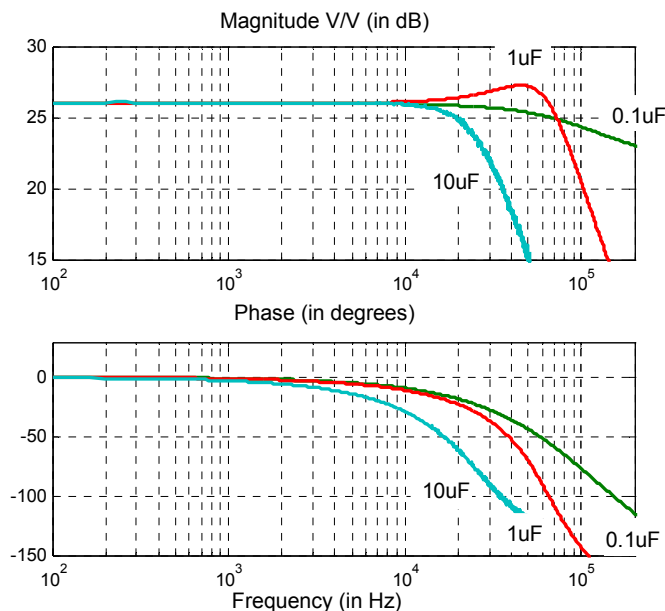 Magnitude V/V (in dB)
30
25
20
15
1uF
0.1uF
10uF
10^2
10^3
10^4
10^5
Phase (in degrees)
0
-50
-100
-150
10uF
1uF
0.1uF
10^2
10^3
10^4
10^5
Frequency (in Hz)